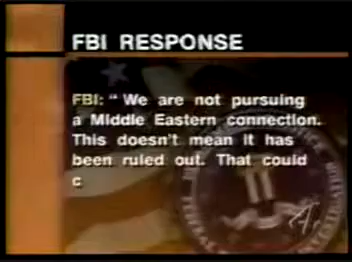 FBI RESPONSE
FBI: " We are not pursuing
a Middle Eastern connection.
This doesn't mean it has
been ruled out. That could
c